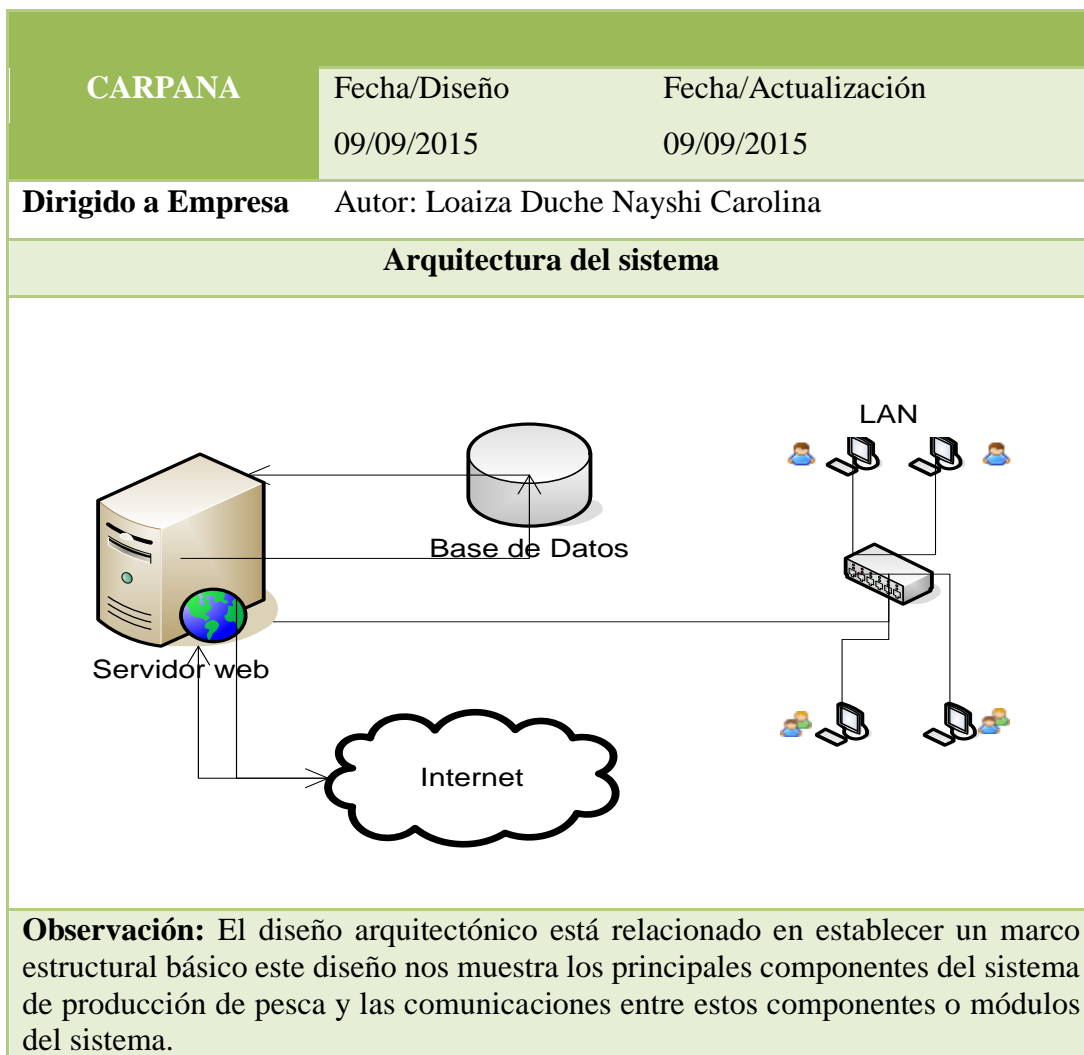 CARPANA
Fecha/Diseño
Fecha/Actualización
09/09/2015
09/09/2015
Dirigido a Empresa
Autor: Loaiza Duche Nayshi Carolina
Arquitectura del sistema
LAN
Base de Datos
Servidor web
Internet
Observación: El diseño arquitectónico está relacionado en establecer un marco
estructural básico este diseño nos muestra los principales componentes del sistema
de producción de pesca y las comunicaciones entre estos componentes o módulos
del sistema.